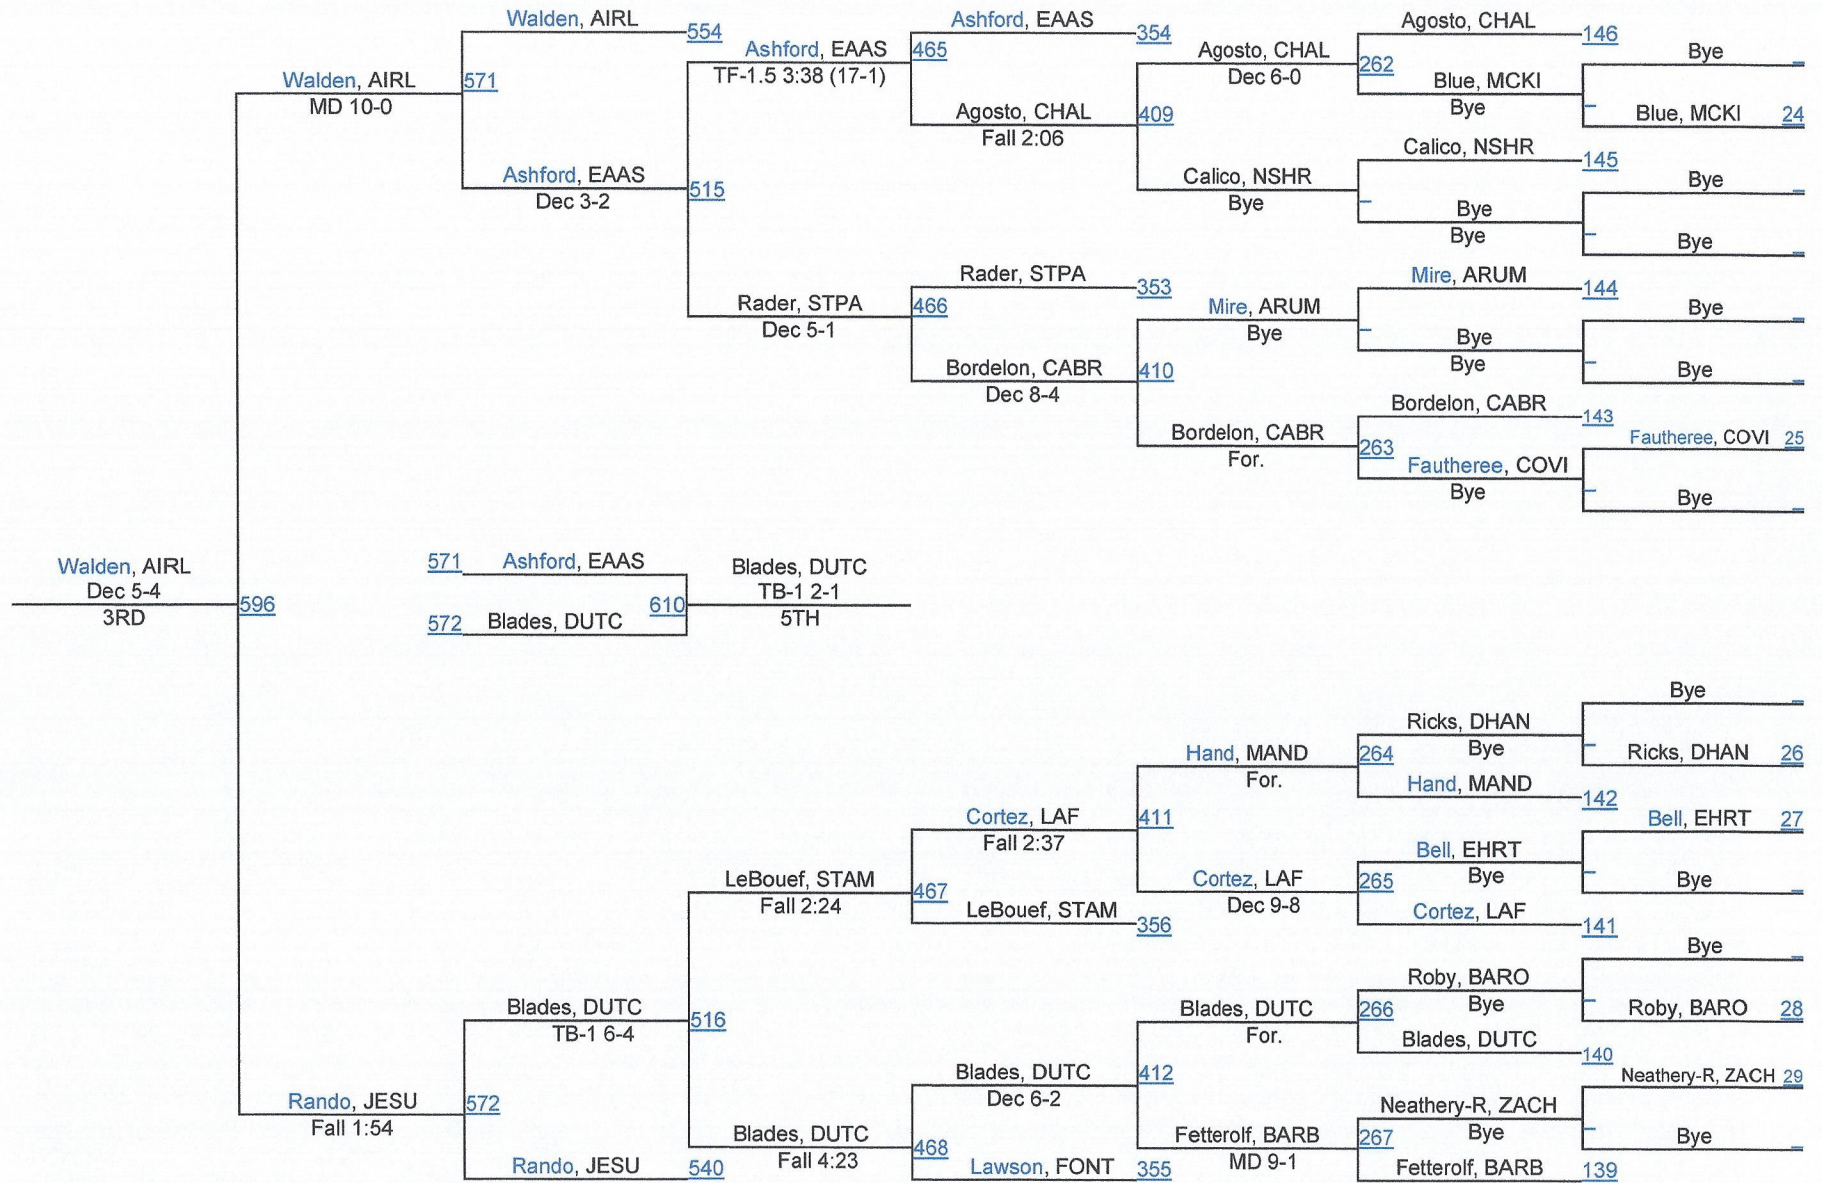 Walden, AIRL
554
Ashford, EAAS
354
Agosto, CHAL
146
Bye
Ashford, EAAS
465
TF-1.5 3:38 (17-1)
Agosto, CHAL
262
Dec 6-0
Walden, AIRL
571
MD 10-0
Blue, MCKI
Bye
Agosto, CHAL
409
Fall 2:06
Blue, MCKI 24
Calico, NSHR
145
Ashford, EAAS
515
Dec 3-2
Calico, NSHR
Bye
Bye
Bye
Bye
Bye
Rader, STPA
353
Mire, ARUM
144
Rader, STPA
466
Dec 5-1
Mire, ARUM
Bye
Bye
Bye
Bye
Bordelon, CABR
410
Dec 8-4
Bye
Bordelon, CABR
143
Bordelon, CABR
263
For.
Fautheree, COVI 25
Fautheree, COVI
Bye
Bye
571 Ashford, EAAS
Walden, AIRL
Dec 5-4
596
3RD
610
Blades, DUTC
TB-1 2-1
5TH
572 Blades, DUTC
Bye
Ricks, DHAN
264 Bye
Ricks, DHAN 26
Hand, MAND
For.
Hand, MAND
142
Cortez, LAF
411
Fall 2:37
Bell, EHRT 27
Bell, EHRT
265 Bye
Bye
LeBouef, STAM
467
Fall 2:24
Cortez, LAF
Dec 9-8
LeBouef, STAM
356
Cortez, LAF
141
Bye
Blades, DUTC
516
TB-1 6-4
Roby, BARO
266 Bye
Roby, BARO 28
Blades, DUTC
For.
Blades, DUTC
140
Blades, DUTC
412
Dec 6-2
Neathery-R, ZACH 29
Rando, JESU
572
Fall 1:54
Neathery-R, ZACH
267 Bye
Bye
Blades, DUTC
468
Fall 4:23
Fetterolf, BARB
MD 9-1
Rando, JESU
540
Lawson, FONT
355
Fetterolf, BARB
139